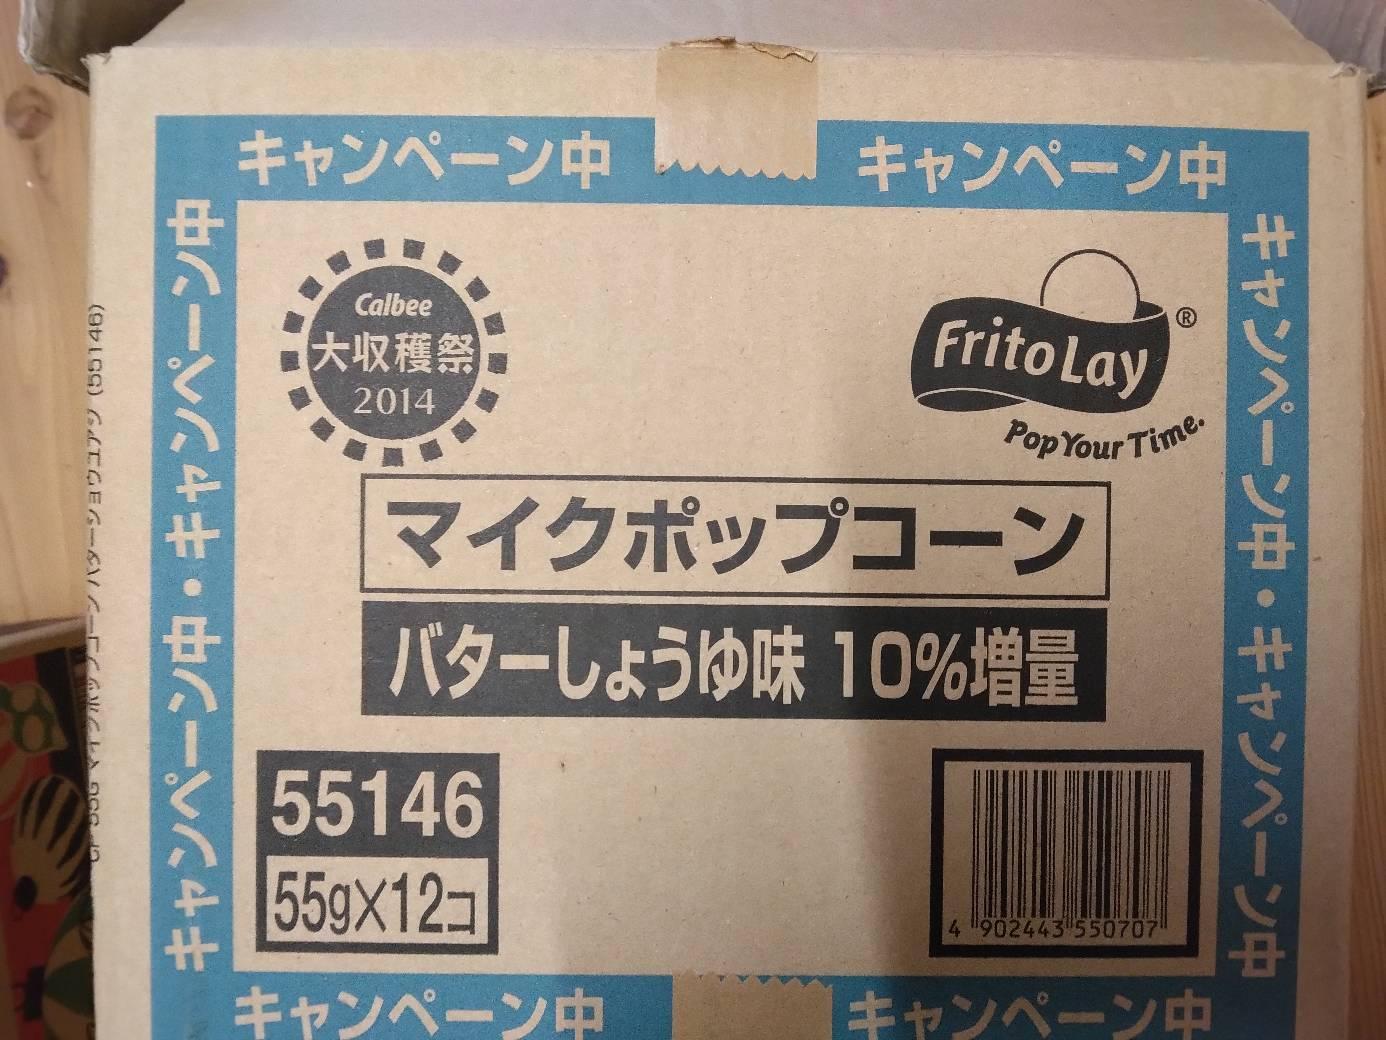 キャンペーン中
キャンペーン中
キャンペーン中・キャンペーン中
キャンペーン中・キャンペーン中
Calbee
大収穫祭
2014
FritoLay®
Pop Your Time.
マイクポップコーン
バターしょうゆ味 10%増量
55146
55g×12コ
4 902443 550707
キャンペーン中
キャンペーン中
(55146)